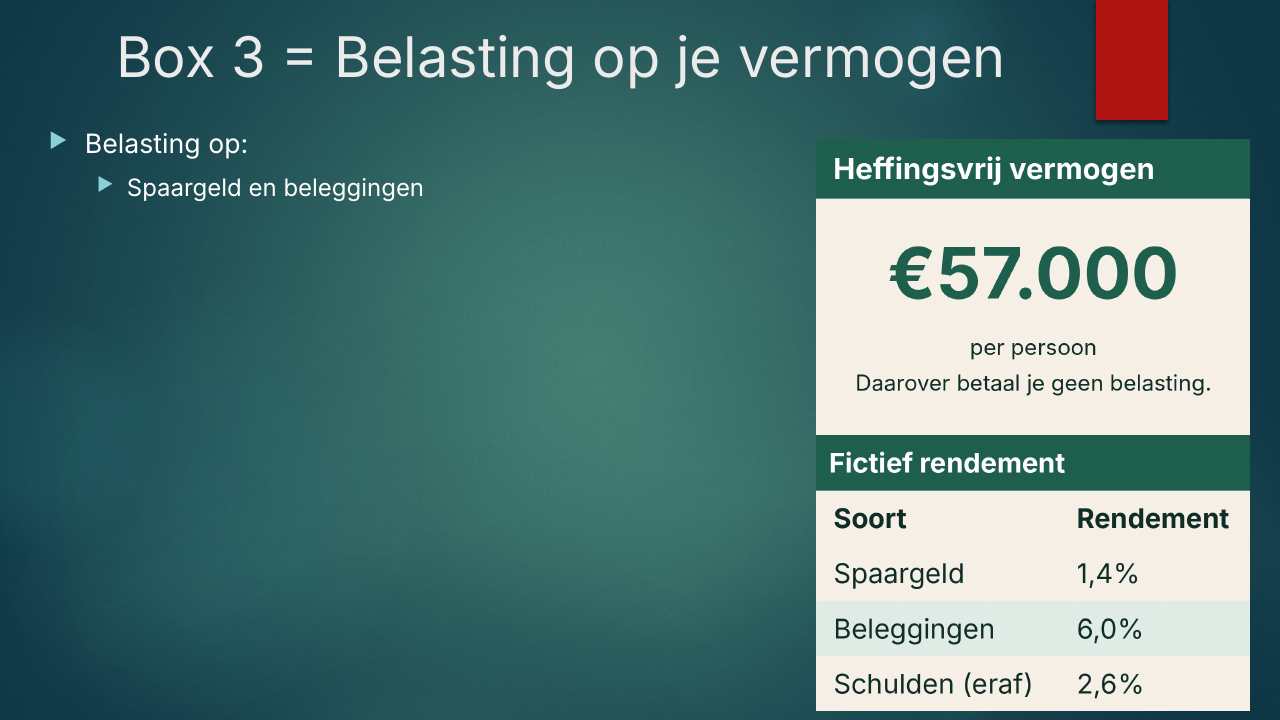 Box 3 = Belasting op je vermogen
Belasting op:
Spaargeld en beleggingen
Heffingsvrij vermogen
€57.000
per persoon
Daarover betaal je geen belasting.
Fictief rendement
Soort Rendement
Spaargeld 1,4%
Beleggingen 6,0%
Schulden (eraf) 2,6%